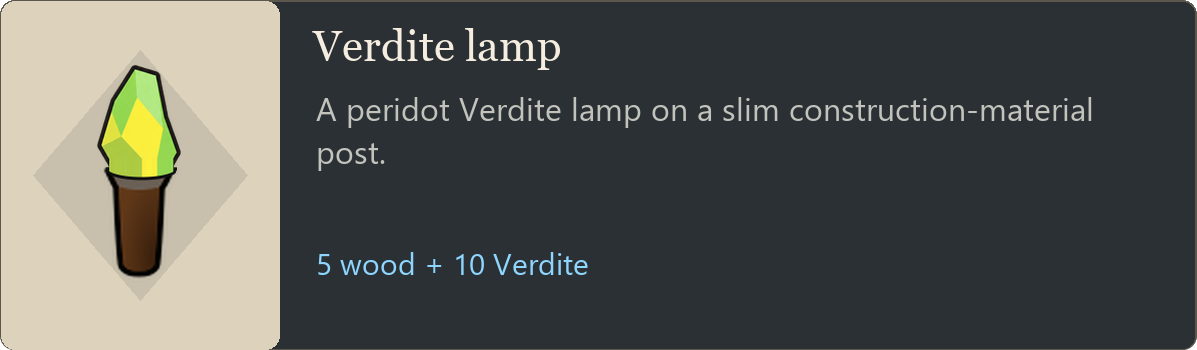 Verdite lamp
A peridot Verdite lamp on a slim construction-material
post.
5 wood + 10 Verdite